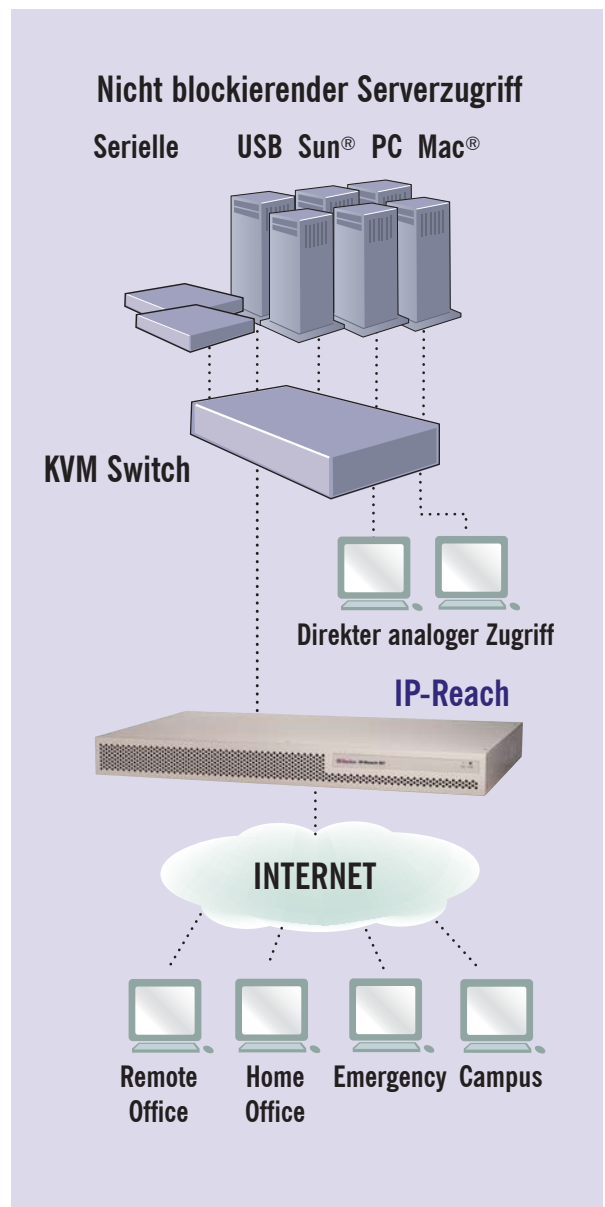 Nicht blockierender Serverzugriff
Serielle USB Sun® PC Mac®
KVM Switch
Direkter analoger Zugriff
IP-Reach
INTERNET
Remote Office
Home Office
Emergency
Campus